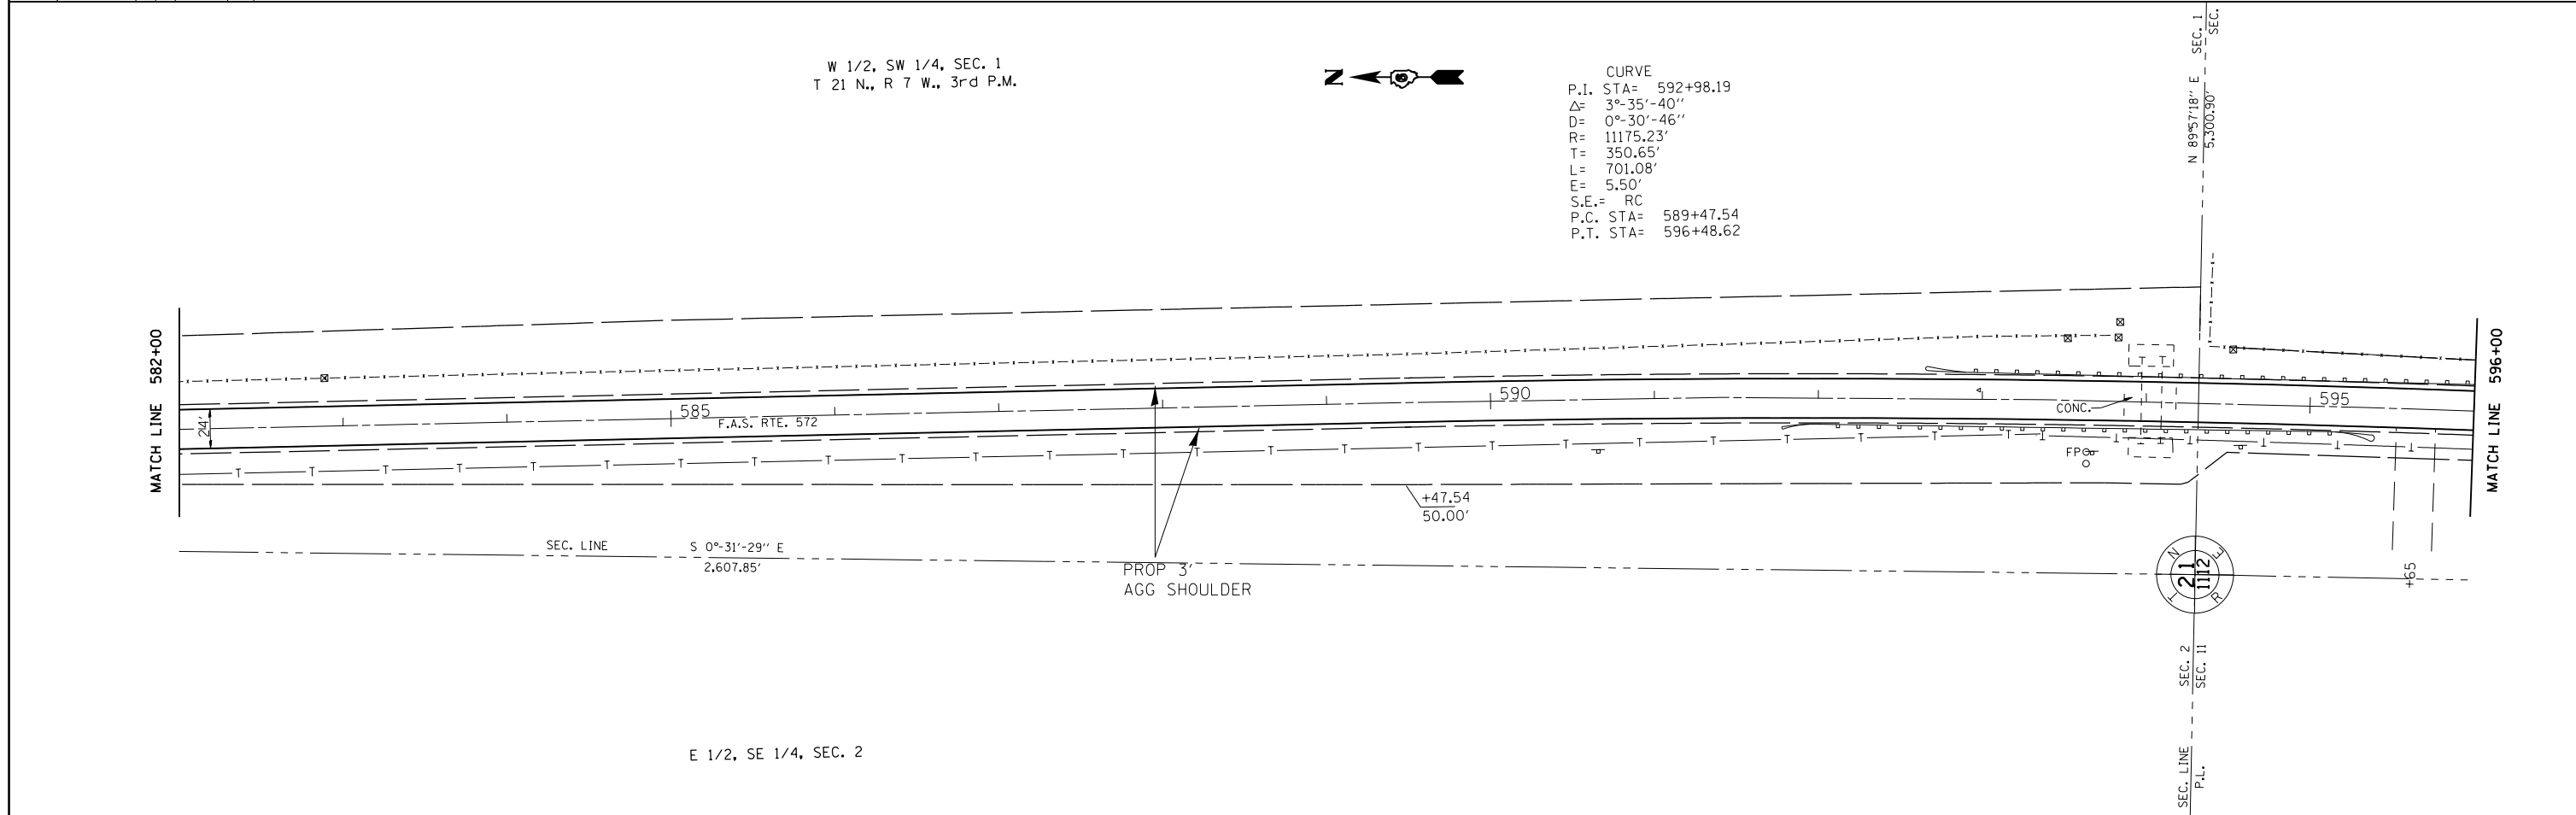 W 1/2, SW 1/4, SEC. 1
T 21 N., R 7 W., 3rd P.M.
N
CURVE
P.I. STA= 592+98.19
Δ= 3°-35'-40''
D= 0°-30'-46''
R= 11175.23'
T= 350.65'
L= 701.08'
E= 5.50'
S.E.= RC
P.C. STA= 589+47.54
P.T. STA= 596+48.62
N 89°57'18'' E
5,300.90'
SEC. 1
SEC.
MATCH LINE 582+00
24'
585
F.A.S. RTE. 572
590
CONC.
595
MATCH LINE 596+00
FP
+47.54
50.00'
SEC. LINE
S 0°-31'-29'' E
2,607.85'
PROP 3'
AGG SHOULDER
N
E
21
1112
T
R
+65
SEC. 2
SEC. 11
E 1/2, SE 1/4, SEC. 2
SEC. LINE
P.L.